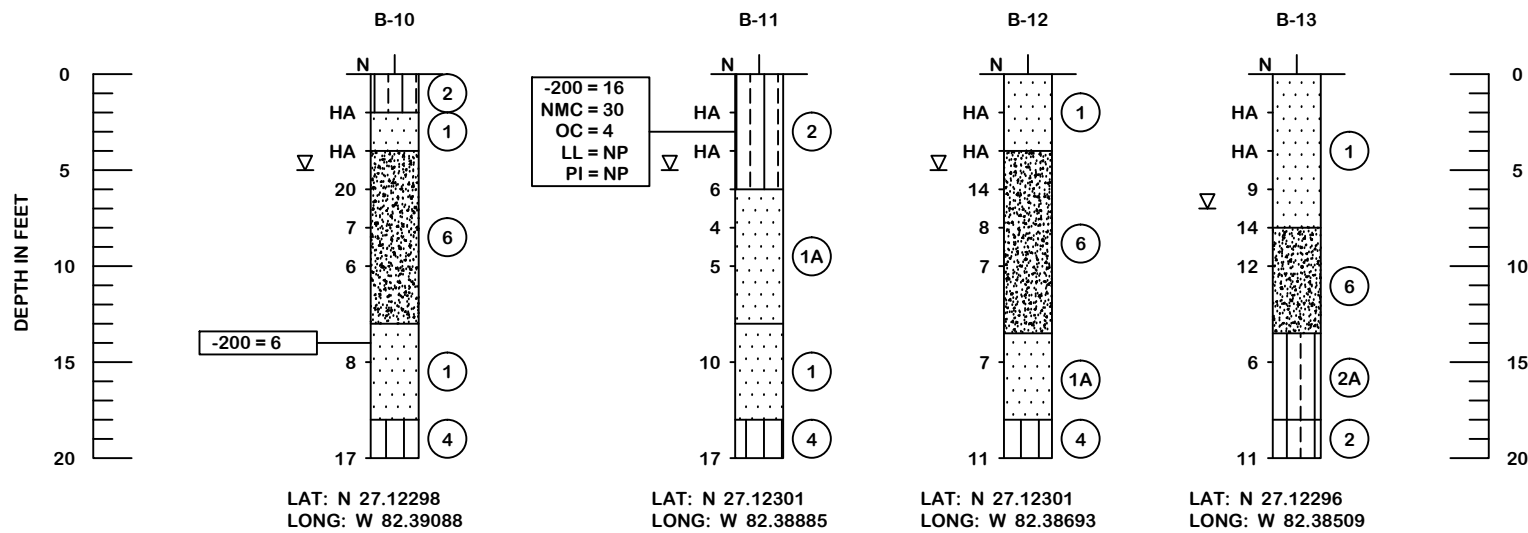 B-10
B-11
B-12
B-13
DEPTH IN FEET
0
5
10
15
20
N
HA
HA
20
7
6
8
17
2
1
6
1
4
-200 = 6
LAT: N 27.12298
LONG: W 82.39088
-200 = 16
NMC = 30
OC = 4
LL = NP
PI = NP
N
HA
HA
6
4
5
10
17
2
1A
1
4
LAT: N 27.12301
LONG: W 82.38885
N
HA
HA
14
8
7
7
11
1
6
1A
4
LAT: N 27.12301
LONG: W 82.38693
N
HA
HA
9
14
12
6
11
1
6
2A
2
LAT: N 27.12296
LONG: W 82.38509
0
5
10
15
20